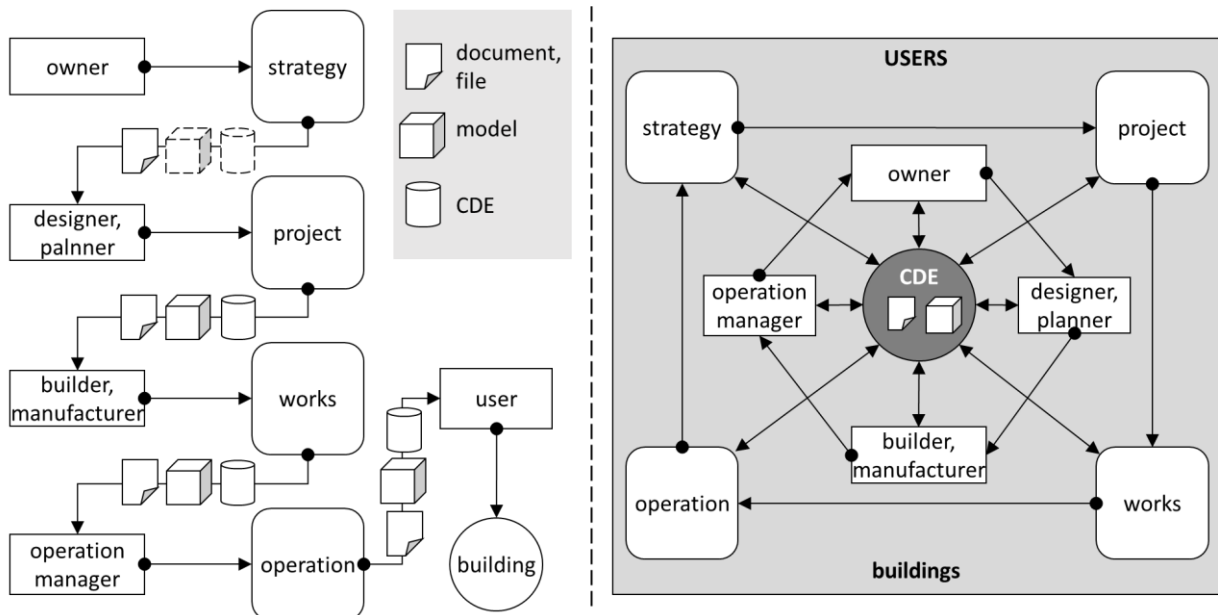 owner
strategy
document,
file
model
CDE
designer,
palnner
project
builder,
manufacturer
works
user
operation
manager
operation
building
USERS
strategy
project
owner
CDE
operation
manager
designer,
planner
builder,
manufacturer
operation
works
buildings